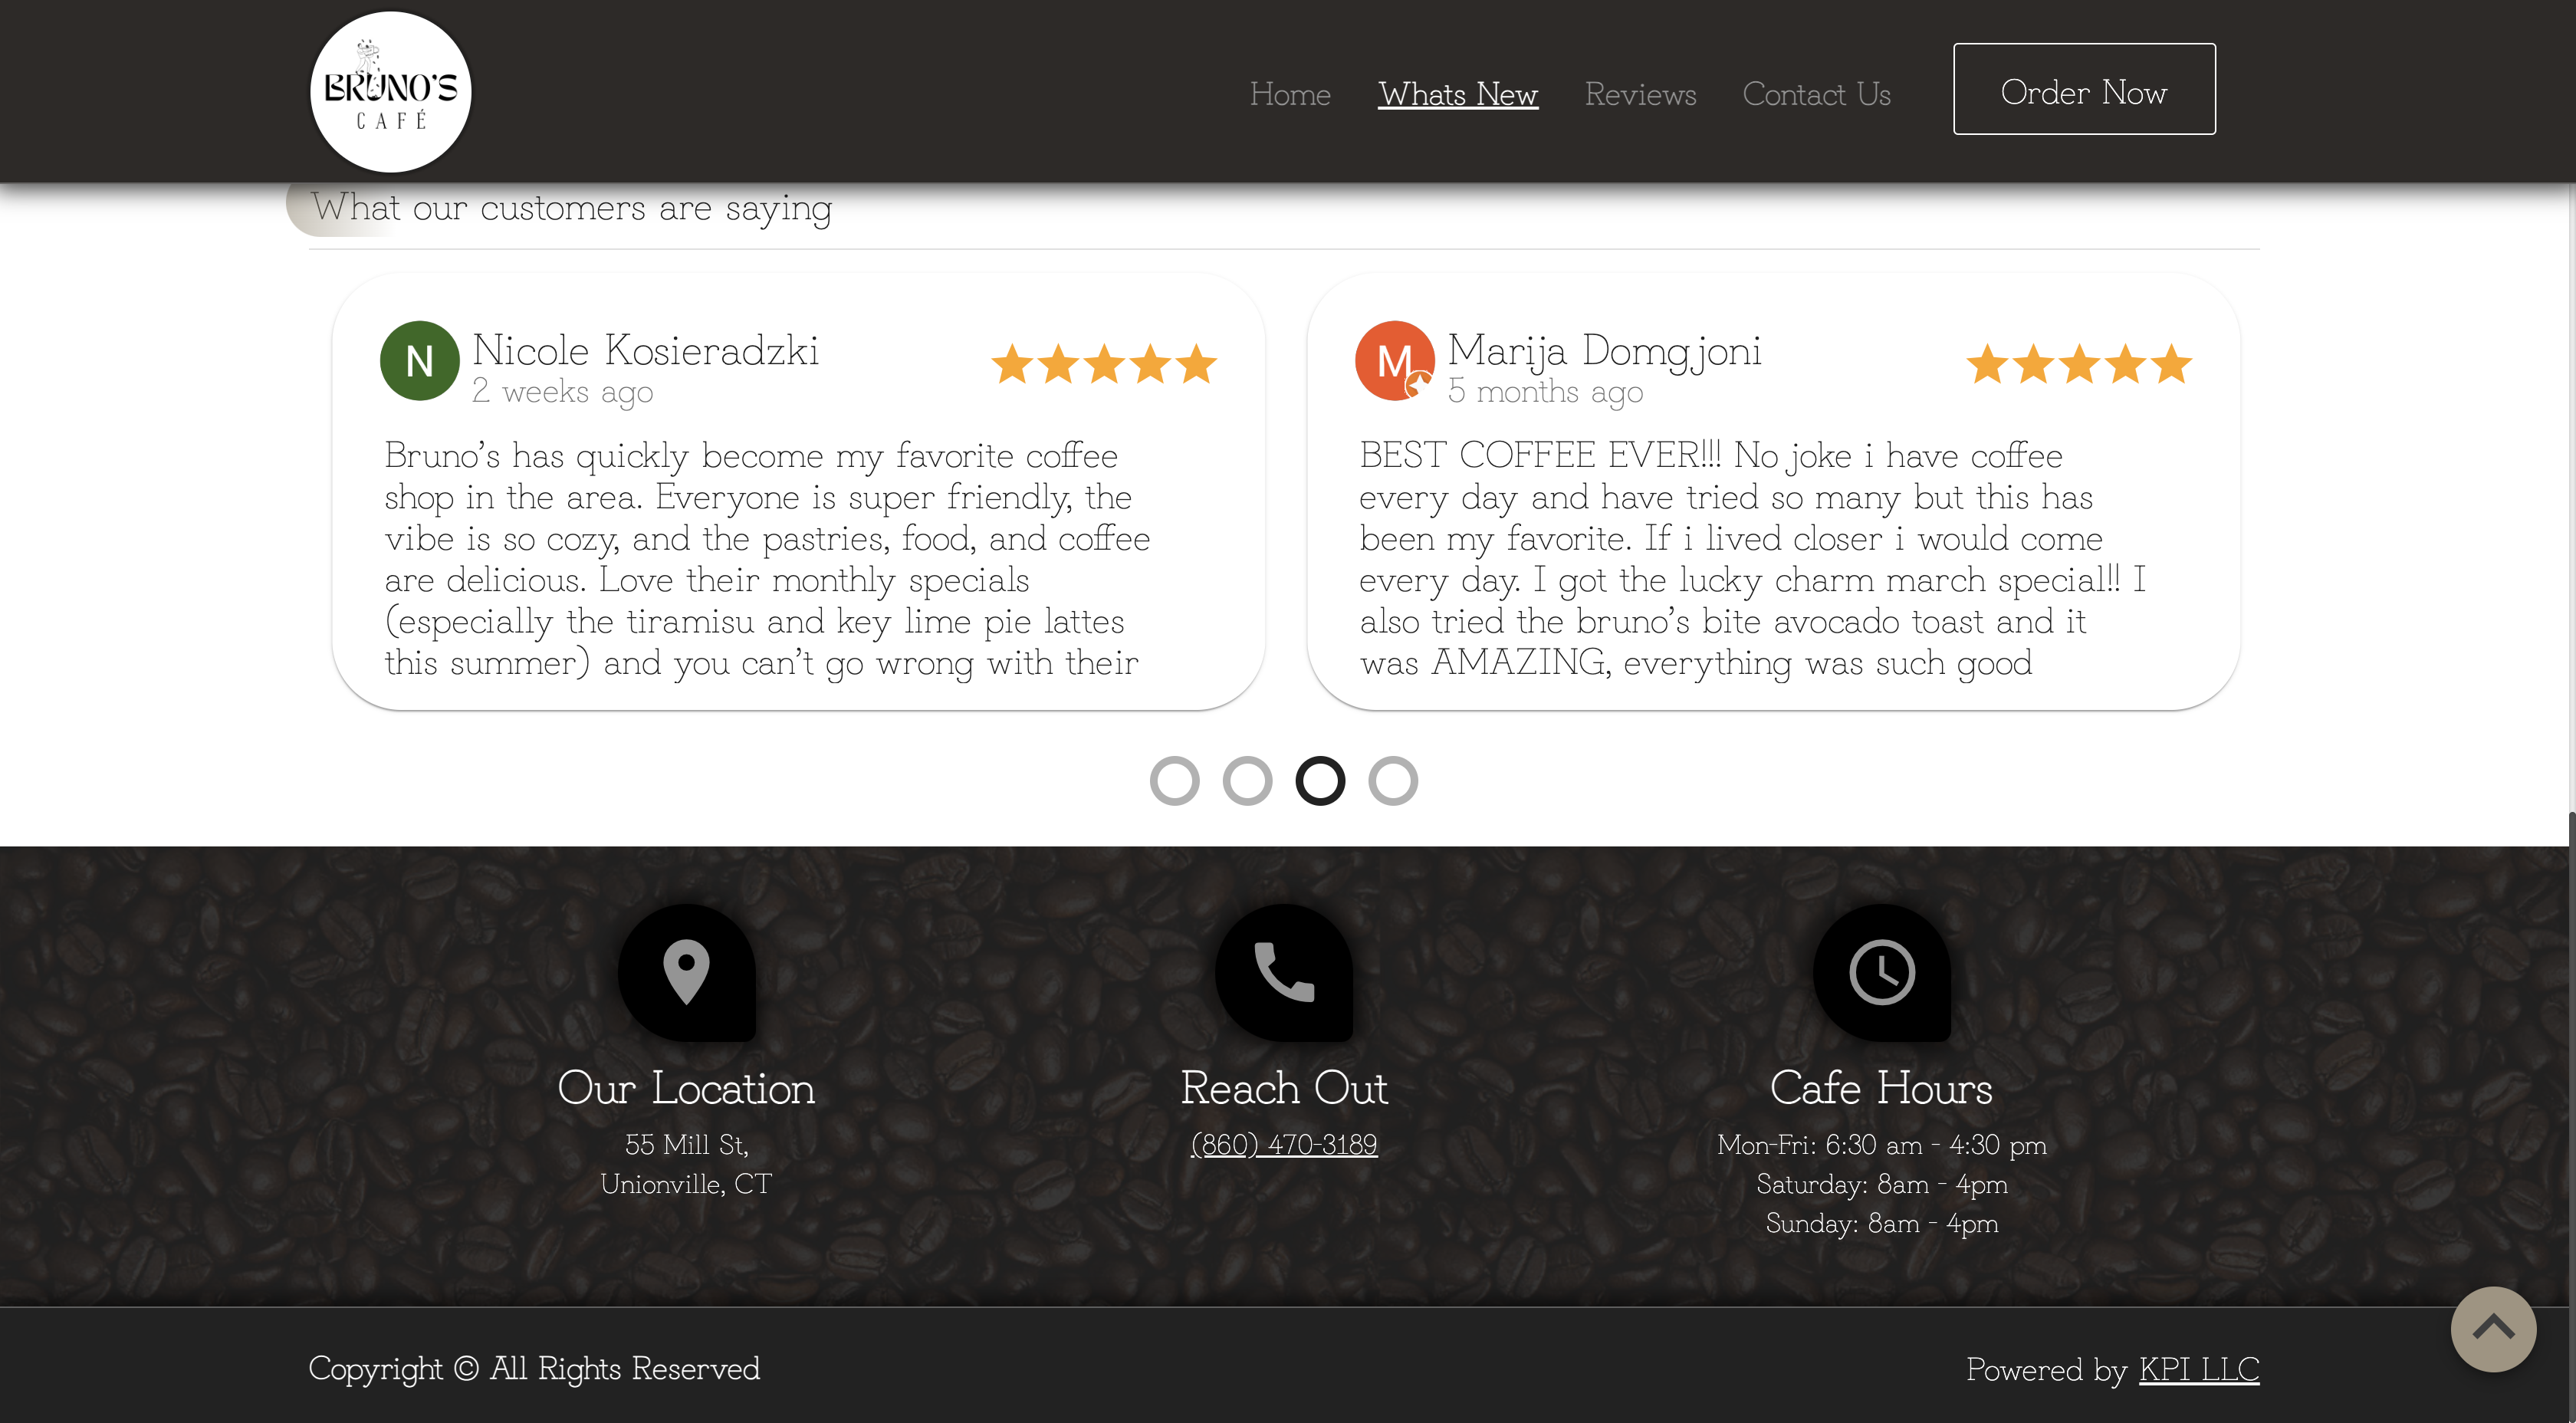 BRUNO'S
CAFÉ
Home
Whats New
Reviews
Contact Us
Order Now
What our customers are saying
N
Nicole Kosieradzki
2 weeks ago
Bruno's has quickly become my favorite coffee
shop in the area. Everyone is super friendly, the
vibe is so cozy, and the pastries, food, and coffee
are delicious. Love their monthly specials
(especially the tiramisu and key lime pie lattes
this summer) and you can't go wrong with their
M
Marija Domgjoni
5 months ago
BEST COFFEE EVER!!! No joke i have coffee
every day and have tried so many but this has
been my favorite. If i lived closer i would come
every day. I got the lucky charm march special!! I
also tried the bruno's bite avocado toast and it
was AMAZING, everything was such good
Our Location
55 Mill St,
Unionville, CT
Reach Out
(860) 470-3189
Cafe Hours
Mon-Fri: 6:30 am - 4:30 pm
Saturday: 8am - 4pm
Sunday: 8am - 4pm
Copyright © All Rights Reserved
Powered by KPI LLC